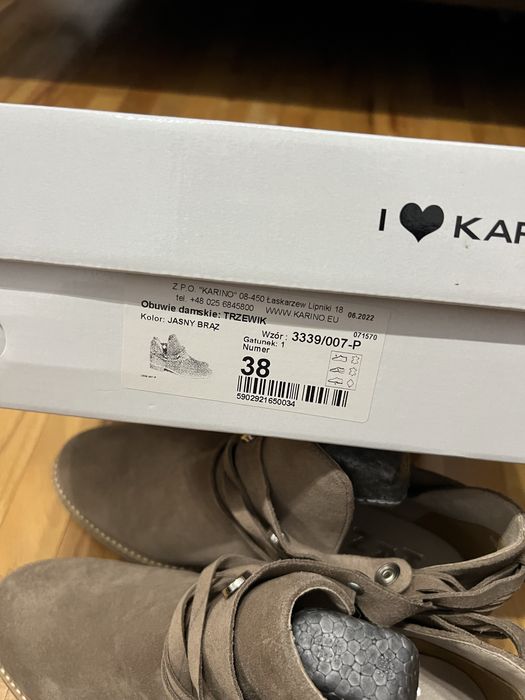 I ♥ KAR
Z.P.O. "KARINO" 08-450 Łaskarzew Lipniki 18
tel. +48 025 6845800 WWW.KARINO.EU 06.2022
Obuwie damskie: TRZEWIK 071570
Kolor: JASNY BRĄZ
Wzór : 3339/007-P
Gatunek: 1
Numer
38
5902921650034